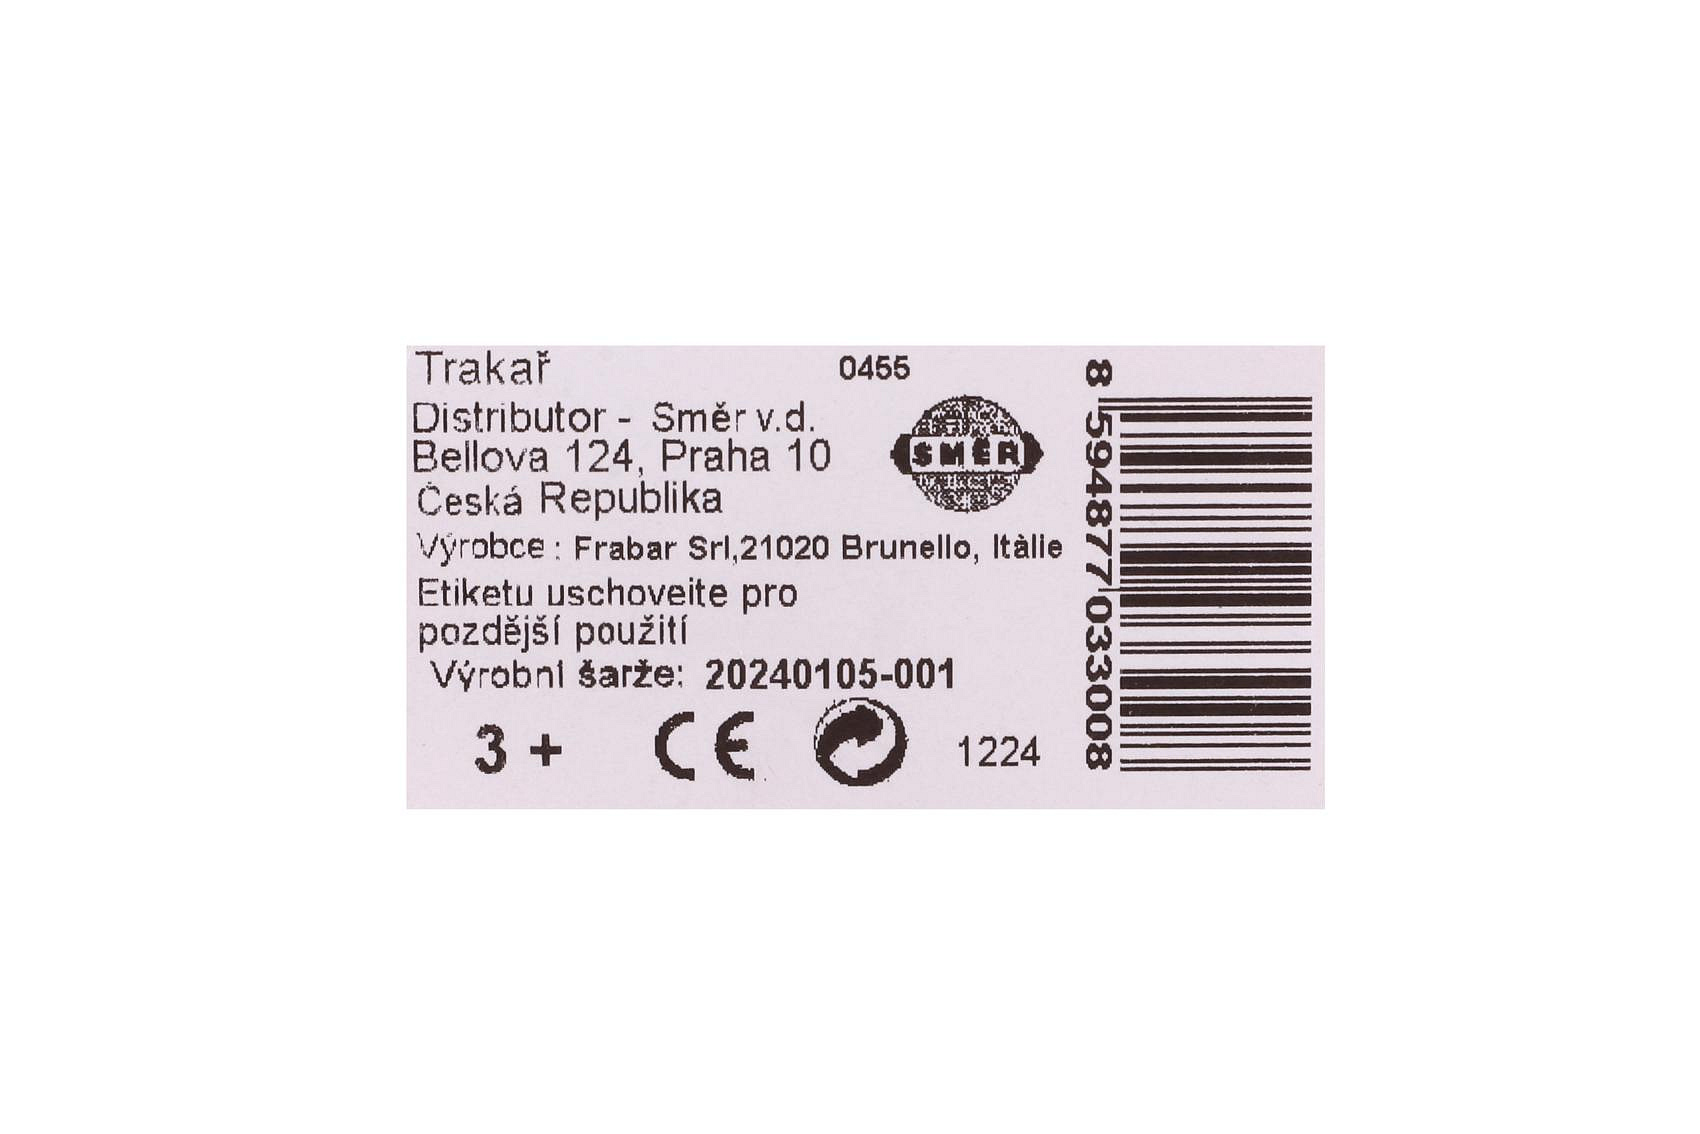 Trakař 0455
Distributor - Směr v.d.
Bellova 124, Praha 10
SMĚR
Česká Republika
Výrobce : Frabar Srl,21020 Brunello, Itàlie
Etiketu uschovejte pro
pozdější použití
Výrobní šarže: 20240105-001
3 + CE 1224
8 594877 033008